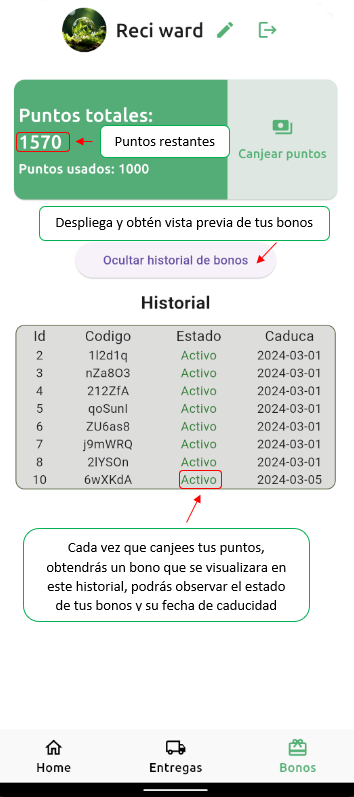 Reci ward
Puntos totales:
1570
Puntos restantes
Puntos usados: 1000
Canjear puntos
Despliega y obtén vista previa de tus bonos
Ocultar historial de bonos
Historial
Id Codigo Estado Caduca
2 1l2d1q Activo 2024-03-01
3 nZa8O3 Activo 2024-03-01
4 212ZfA Activo 2024-03-01
5 qoSunI Activo 2024-03-01
6 ZU6as8 Activo 2024-03-01
7 j9mWRQ Activo 2024-03-01
8 2lYSOn Activo 2024-03-01
10 6wXKdA Activo 2024-03-05
Cada vez que canjees tus puntos,
obtendrás un bono que se visualizara en
este historial, podrás observar el estado
de tus bonos y su fecha de caducidad
Home Entregas Bonos